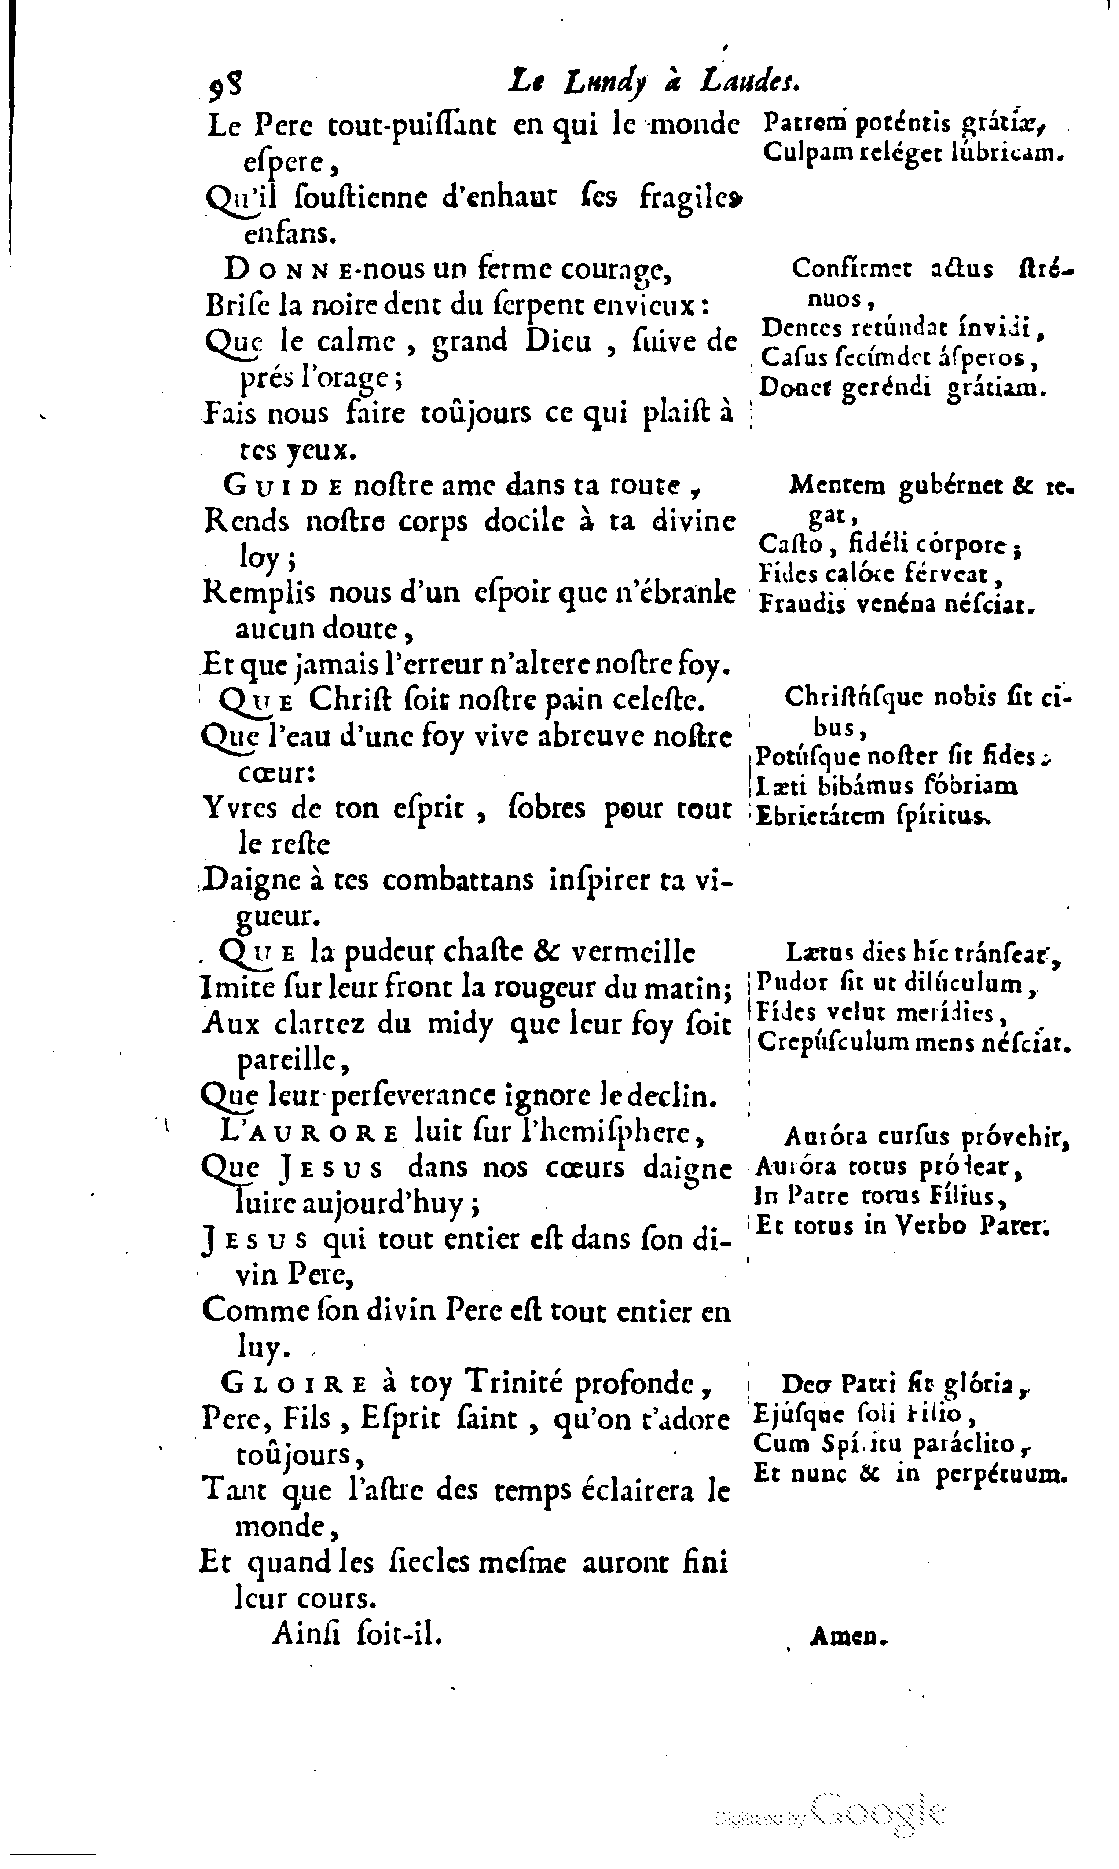 98
Le Lundy à Laudes.
Le Pere tout-puiſſant en qui le monde
eſpere,
Qu'il ſouſtienne d'enhaut ſes fragiles
enfans.
DONNE-nous un ferme courage,
Briſe la noire dent du ſerpent envieux:
Que le calme, grand Dieu, ſuive de
prés l'orage;
Fais nous faire toûjours ce qui plaiſt à
tes yeux.
GUIDE noſtre ame dans ta route,
Rends noſtre corps docile à ta divine
loy;
Remplis nous d'un eſpoir que n'ébranle
aucun doute,
Et que jamais l'erreur n'altere noſtre foy.
QUE Chriſt ſoit noſtre pain celeſte.
Que l'eau d'une foy vive abreuve noſtre
cœur:
Yvres de ton eſprit, ſobres pour tout
le reſte
Daigne à tes combattans inſpirer ta vi-
gueur.
QUE la pudeur chaſte & vermeille
Imite ſur leur front la rougeur du matin;
Aux clartez du midy que leur foy ſoit
pareille,
Que leur perſeverance ignore le declin.
L'AURORE luit ſur l'hemiſphere,
Que JESUS dans nos cœurs daigne
luire aujourd'huy;
JESUS qui tout entier eſt dans ſon di-
vin Pere,
Comme ſon divin Pere eſt tout entier en
luy.
GLOIRE à toy Trinité profonde,
Pere, Fils, Eſprit ſaint, qu'on t'adore
toûjours,
Tant que l'aſtre des temps éclairera le
monde,
Et quand les ſiecles meſme auront fini
leur cours.
Ainſi ſoit-il.
Patrem poténtis grátiæ,
Culpam reléget lúbricam.
Confirmet actus ſtré-
nuos,
Dentes retúndat ínvidi,
Caſus ſecúndet áſperos,
Donet geréndi grátiam.
Mentem gubérnet & re-
gat,
Caſto, fidéli córpore;
Fides calóre férveat,
Fraudis venéna néſciat.
Chriſtúſque nobis ſit ci-
bus,
Potúſque noſter ſit fides:
Læti bibámus ſóbriam
Ebrietátem ſpíritus.
Lætus dies hic tránſeat,
Pudor ſit ut dilúculum,
Fídes velut merídies,
Crepúſculum mens néſciat.
Auróra curſus próvehit,
Auróra totus pródeat,
In Patre totus Fílius,
Et totus in Verbo Pater.
Deo Patri ſit glória,
Ejúſque ſoli Filio,
Cum Spíritu paráclito,
Et nunc & in perpétuum.
Amen.
Digitized by Google